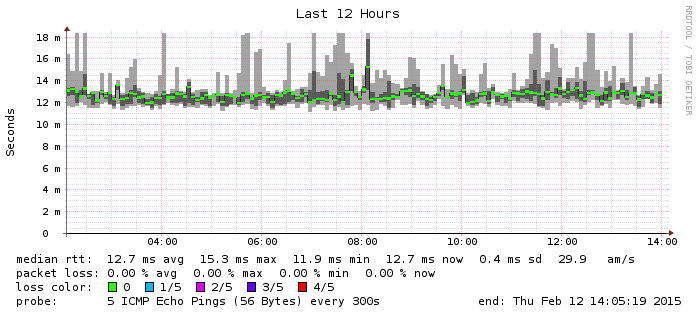 Last 12 Hours
RRDTOOL / TOBI OETIKER
Seconds
18 m
16 m
14 m
12 m
10 m
8 m
6 m
4 m
2 m
0
04:00 06:00 08:00 10:00 12:00 14:00
median rtt: 12.7 ms avg 15.3 ms max 11.9 ms min 12.7 ms now 0.4 ms sd 29.9 am/s
packet loss: 0.00 % avg 0.00 % max 0.00 % min 0.00 % now
loss color: 0 1/5 2/5 3/5 4/5
probe: 5 ICMP Echo Pings (56 Bytes) every 300s end: Thu Feb 12 14:05:19 2015